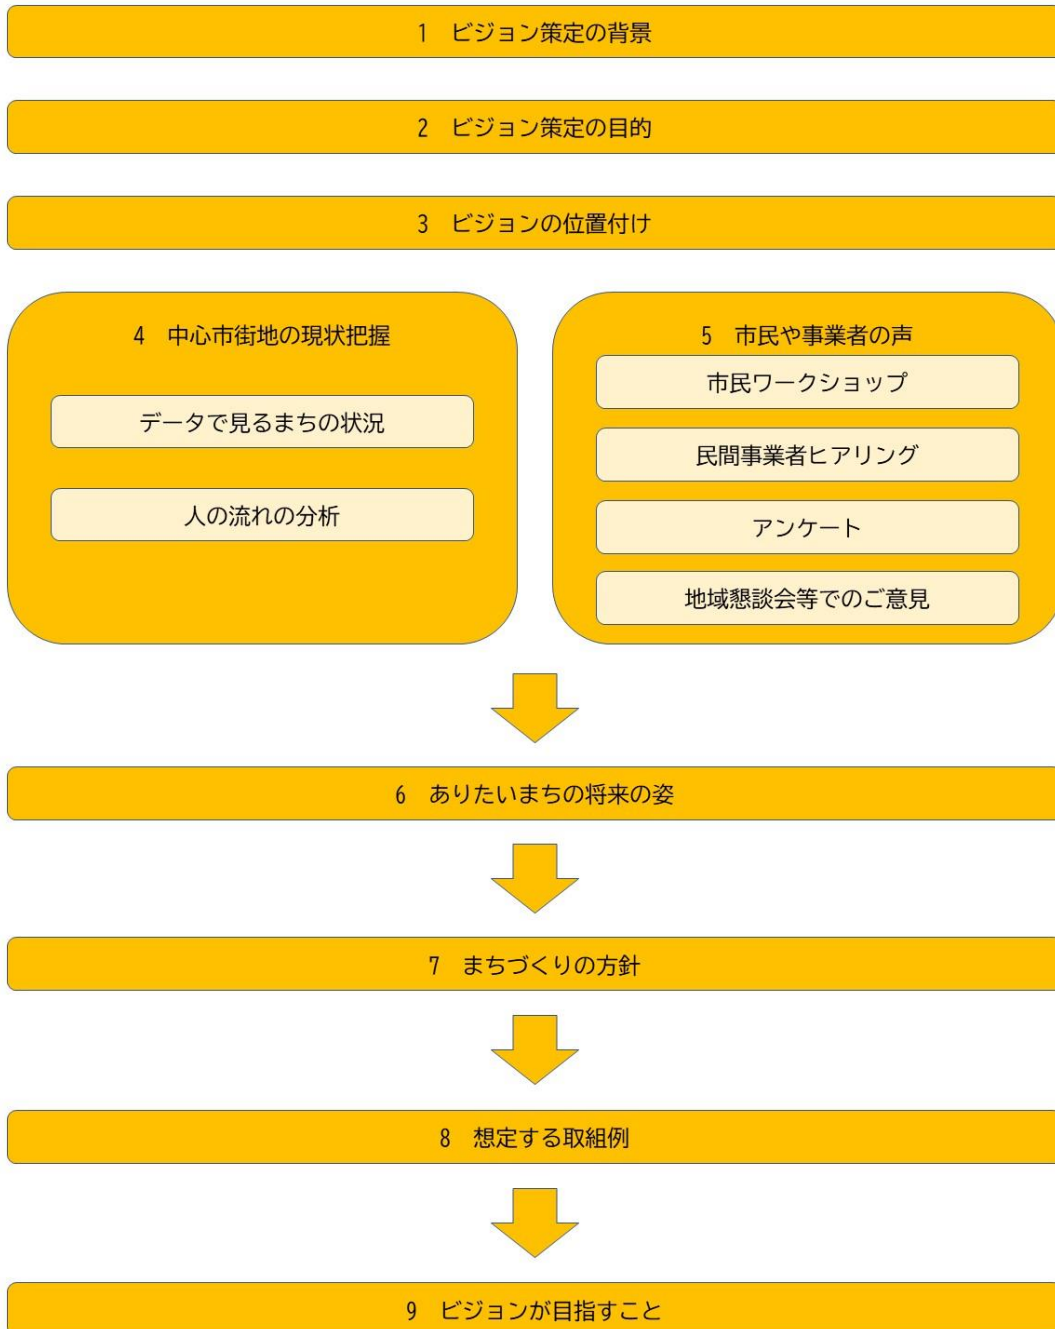 1 ビジョン策定の背景
2 ビジョン策定の目的
3 ビジョンの位置付け
4 中心市街地の現状把握
データで見るまちの状況
人の流れの分析
5 市民や事業者の声
市民ワークショップ
民間事業者ヒアリング
アンケート
地域懇談会等でのご意見
6 ありたいまちの将来の姿
7 まちづくりの方針
8 想定する取組例
9 ビジョンが目指すこと